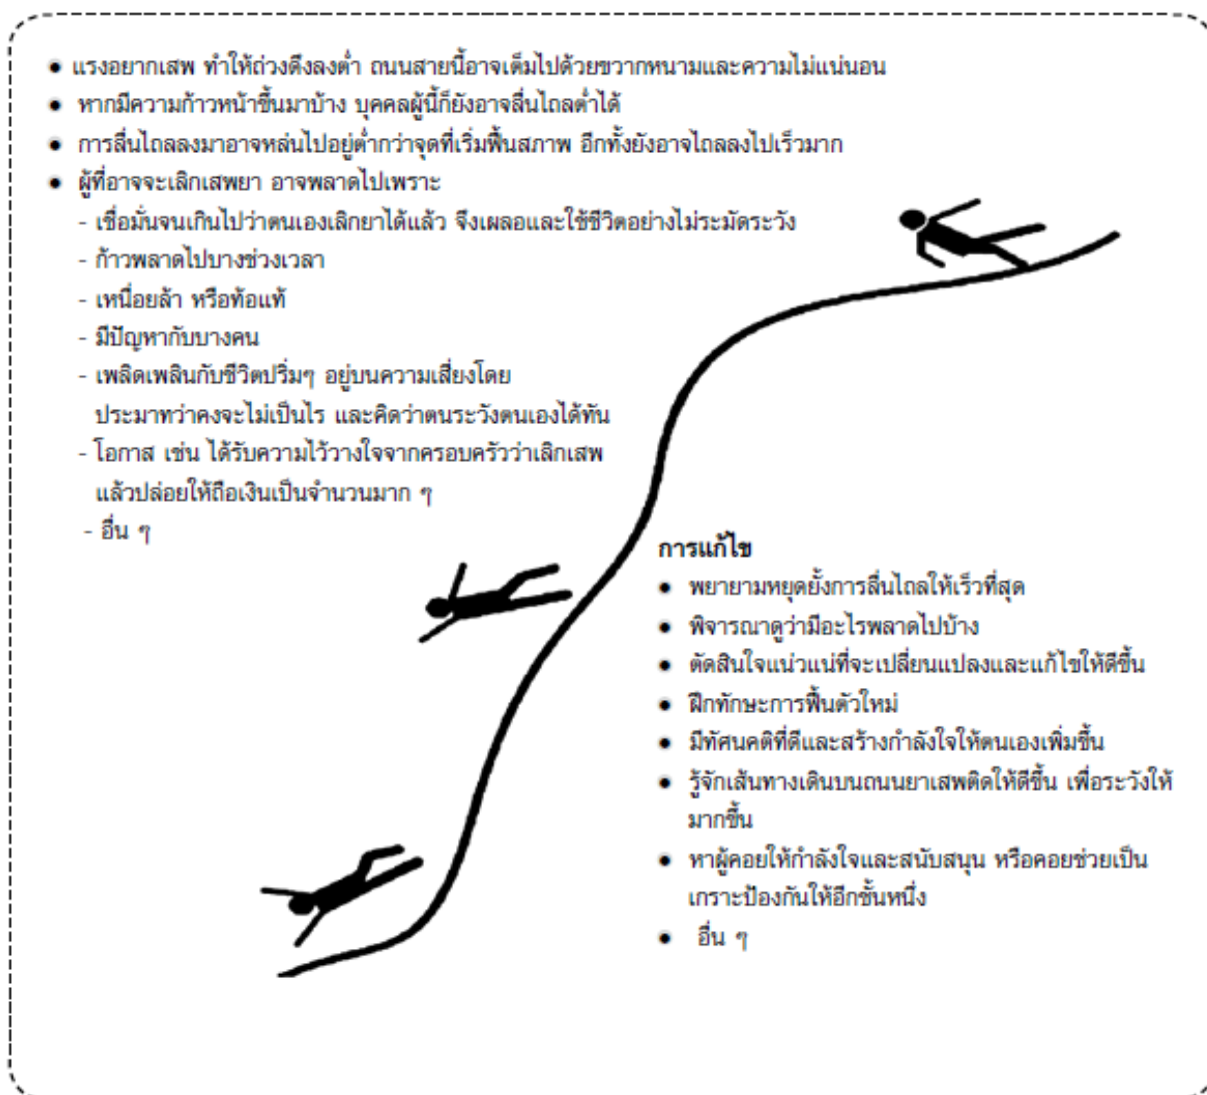 ● แรงอยากเสพ ทำให้ถ่วงดึงลงต่ำ ถนนสายนี้อาจเต็มไปด้วยขวากหนามและความไม่แน่นอน
● หากมีความก้าวหน้าขึ้นมาบ้าง บุคคลผู้นี้ก็ยังอาจลื่นไถลต่ำได้
● การลื่นไถลลงมาอาจหล่นไปอยู่ต่ำกว่าจุดที่เริ่มฟื้นสภาพ อีกทั้งยังอาจไถลลงไปเร็วมาก
● ผู้ที่อาจจะเลิกเสพยา อาจพลาดไปเพราะ
- เชื่อมั่นจนเกินไปว่าตนเองเลิกยาได้แล้ว จึงเผลอและใช้ชีวิตอย่างไม่ระมัดระวัง
- ก้าวพลาดไปบางช่วงเวลา
- เหนื่อยล้า หรือท้อแท้
- มีปัญหากับบางคน
- เพลิดเพลินกับชีวิตปริ่มๆ อยู่บนความเสี่ยงโดย
ประมาทว่าคงจะไม่เป็นไร และคิดว่าตนระวังตนเองได้ทัน
- โอกาส เช่น ได้รับความไว้วางใจจากครอบครัวว่าเลิกเสพ
แล้วปล่อยให้ถือเงินเป็นจำนวนมาก ๆ
- อื่น ๆ
การแก้ไข
● พยายามหยุดยั้งการลื่นไถลให้เร็วที่สุด
● พิจารณาดูว่ามีอะไรพลาดไปบ้าง
● ตัดสินใจแน่วแน่ที่จะเปลี่ยนแปลงและแก้ไขให้ดีขึ้น
● ฝึกทักษะการฟื้นตัวใหม่
● มีทัศนคติที่ดีและสร้างกำลังใจให้ตนเองเพิ่มขึ้น
● รู้จักเส้นทางเดินบนถนนยาเสพติดให้ดีขึ้น เพื่อระวังให้
มากขึ้น
● หาผู้คอยให้กำลังใจและสนับสนุน หรือคอยช่วยเป็น
เกราะป้องกันให้อีกชั้นหนึ่ง
● อื่น ๆ